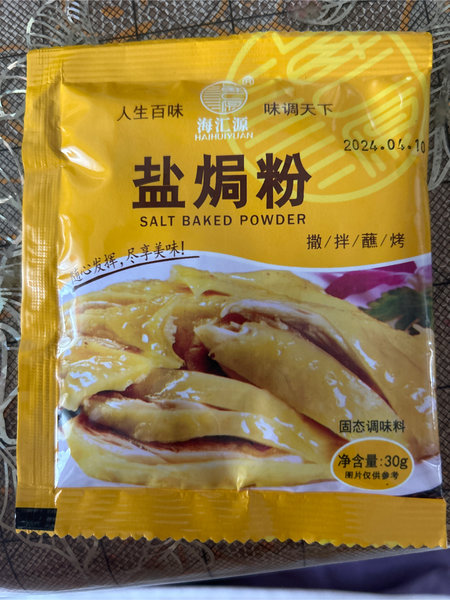 人生百味
味调天下
海汇源
HAIHUIYUAN
®
2024.04.10
盐焗粉
SALT BAKED POWDER
撒/拌/蘸/烤
随心发挥，尽享美味!
固态调味料
净含量:30g
图片仅供参考